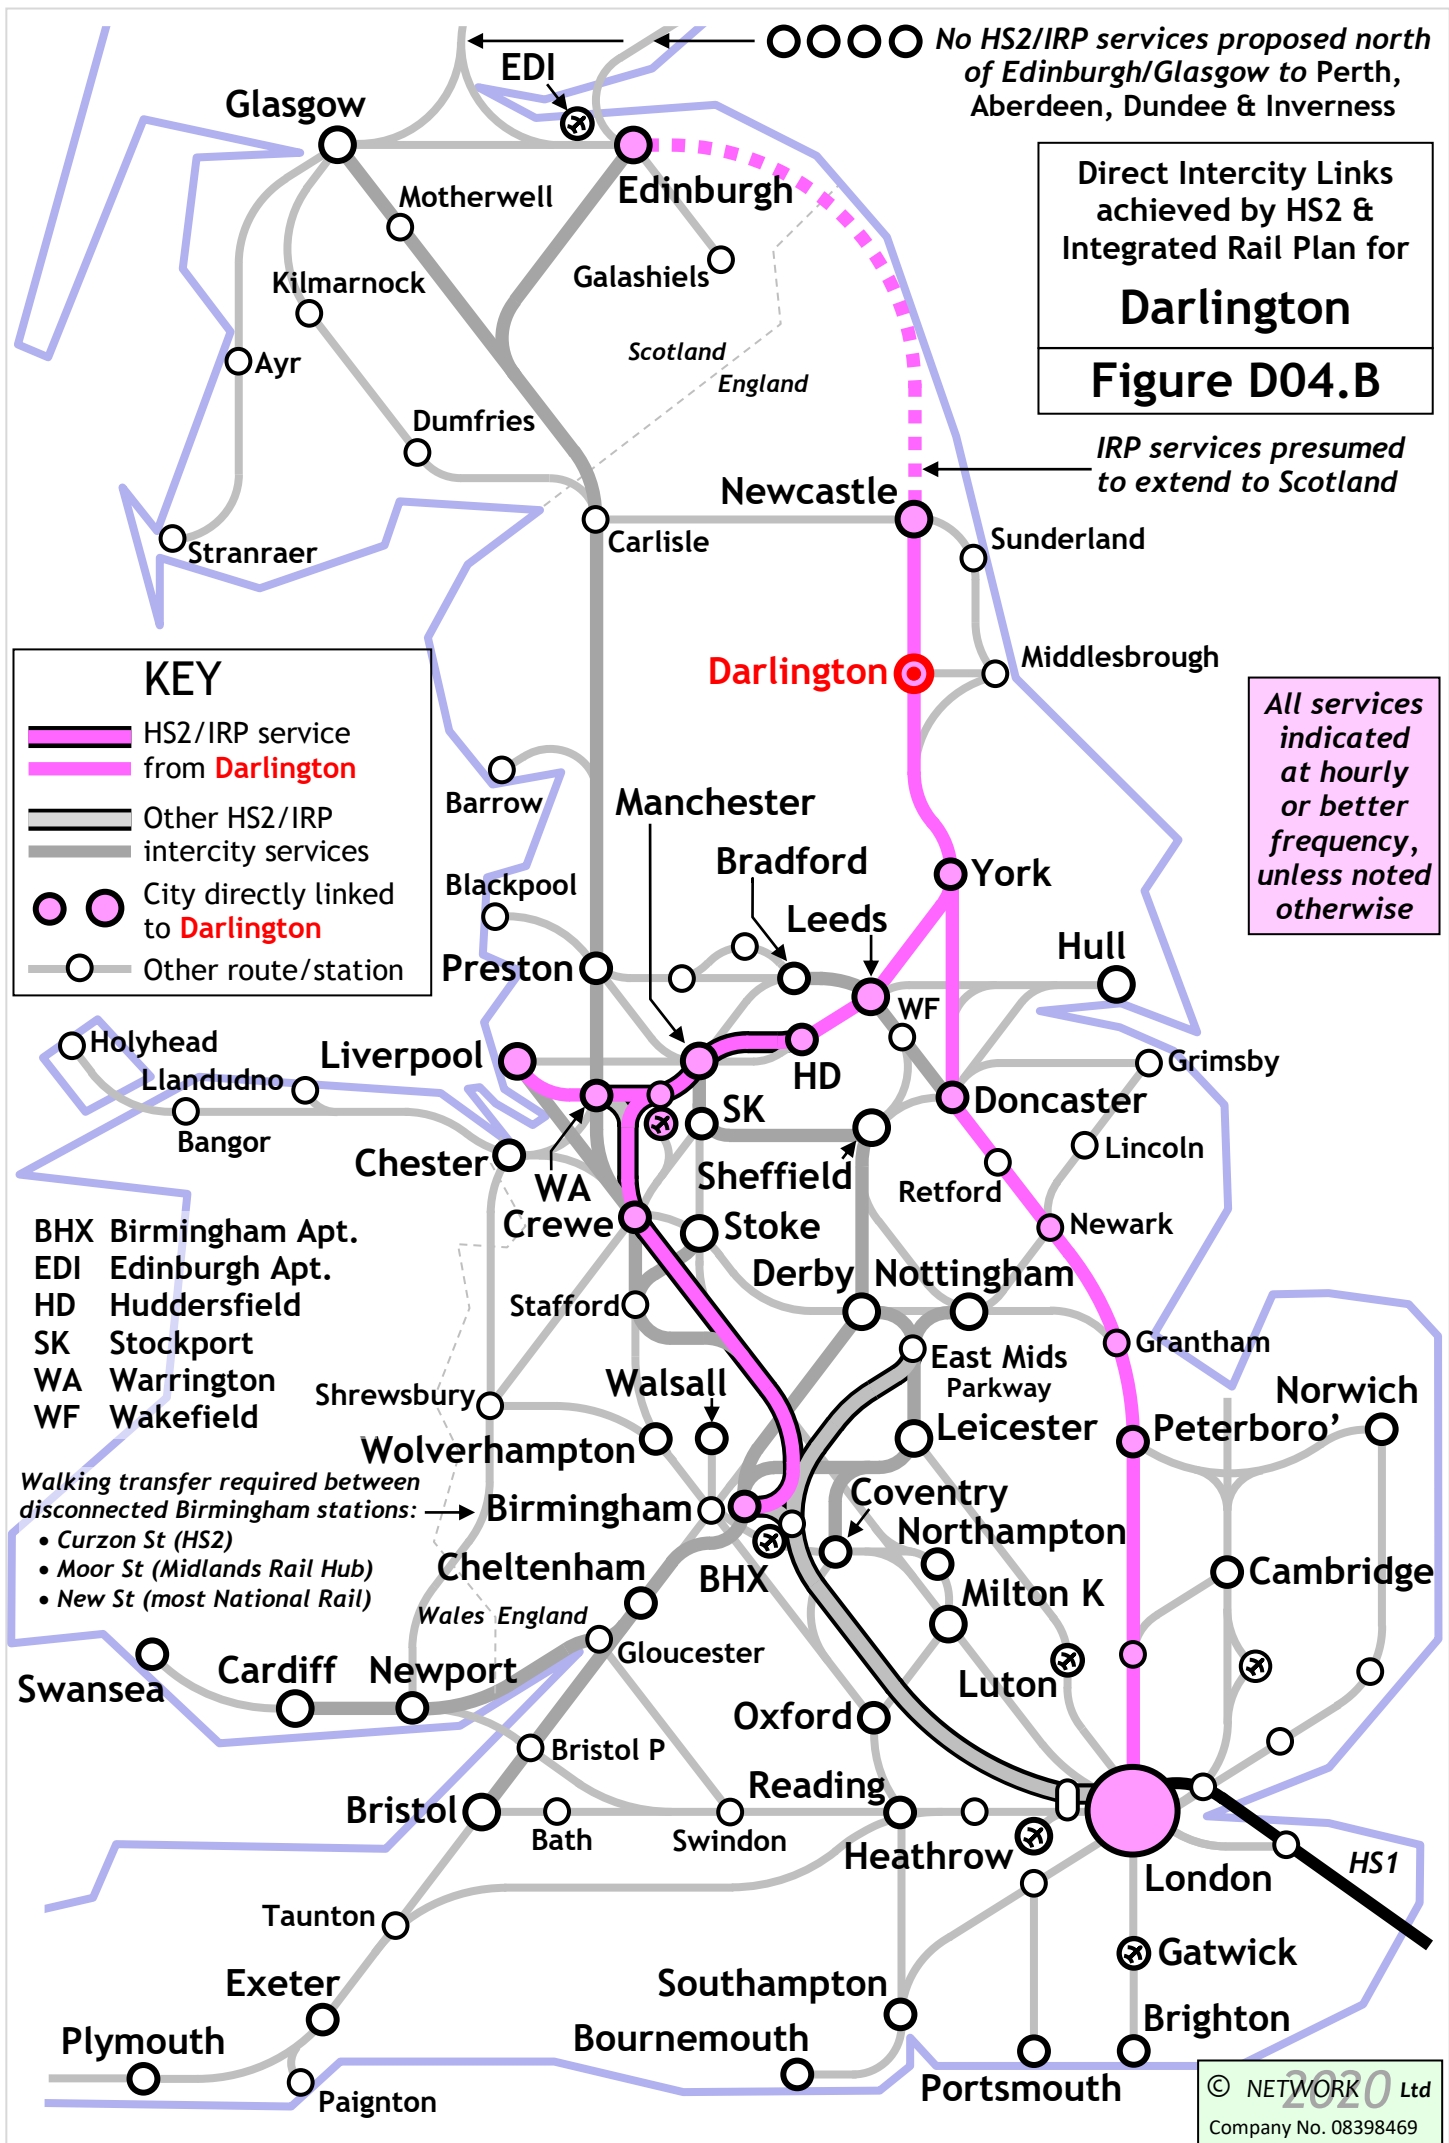 No HS2/IRP services proposed north
of Edinburgh/Glasgow to Perth,
Aberdeen, Dundee & Inverness
EDI
Glasgow
Edinburgh
Motherwell
Galashiels
Kilmarnock
Ayr
Dumfries
Stranraer
Scotland
England
Direct Intercity Links
achieved by HS2 &
Integrated Rail Plan for
Darlington
Figure D04.B
IRP services presumed
to extend to Scotland
Newcastle
Carlisle
Sunderland
Darlington
Middlesbrough
KEY
HS2/IRP service
from Darlington
Other HS2/IRP
intercity services
City directly linked
to Darlington
Other route/station
All services
indicated
at hourly
or better
frequency,
unless noted
otherwise
Barrow
Manchester
Bradford
York
Blackpool
Leeds
Preston
Hull
WF
Holyhead
Liverpool
Llandudno
HD
Grimsby
Bangor
SK
Doncaster
Chester
WA
Sheffield
Lincoln
Retford
Crewe
Stoke
Newark
BHX Birmingham Apt.
EDI Edinburgh Apt.
HD Huddersfield
SK Stockport
WA Warrington
WF Wakefield
Derby
Nottingham
Stafford
Grantham
East Mids
Parkway
Walsall
Shrewsbury
Norwich
Leicester
Peterboro’
Wolverhampton
Walking transfer required between
disconnected Birmingham stations:
• Curzon St (HS2)
• Moor St (Midlands Rail Hub)
• New St (most National Rail)
Birmingham
Coventry
Northampton
BHX
Cheltenham
Cambridge
Milton K
Wales England
Gloucester
Swansea
Cardiff
Newport
Luton
Oxford
Bristol P
Reading
Bristol
Bath
Swindon
Heathrow
London
HS1
Taunton
Gatwick
Exeter
Southampton
Brighton
Plymouth
Bournemouth
Portsmouth
Paignton
© NETWORK 2020 Ltd
Company No. 08398469